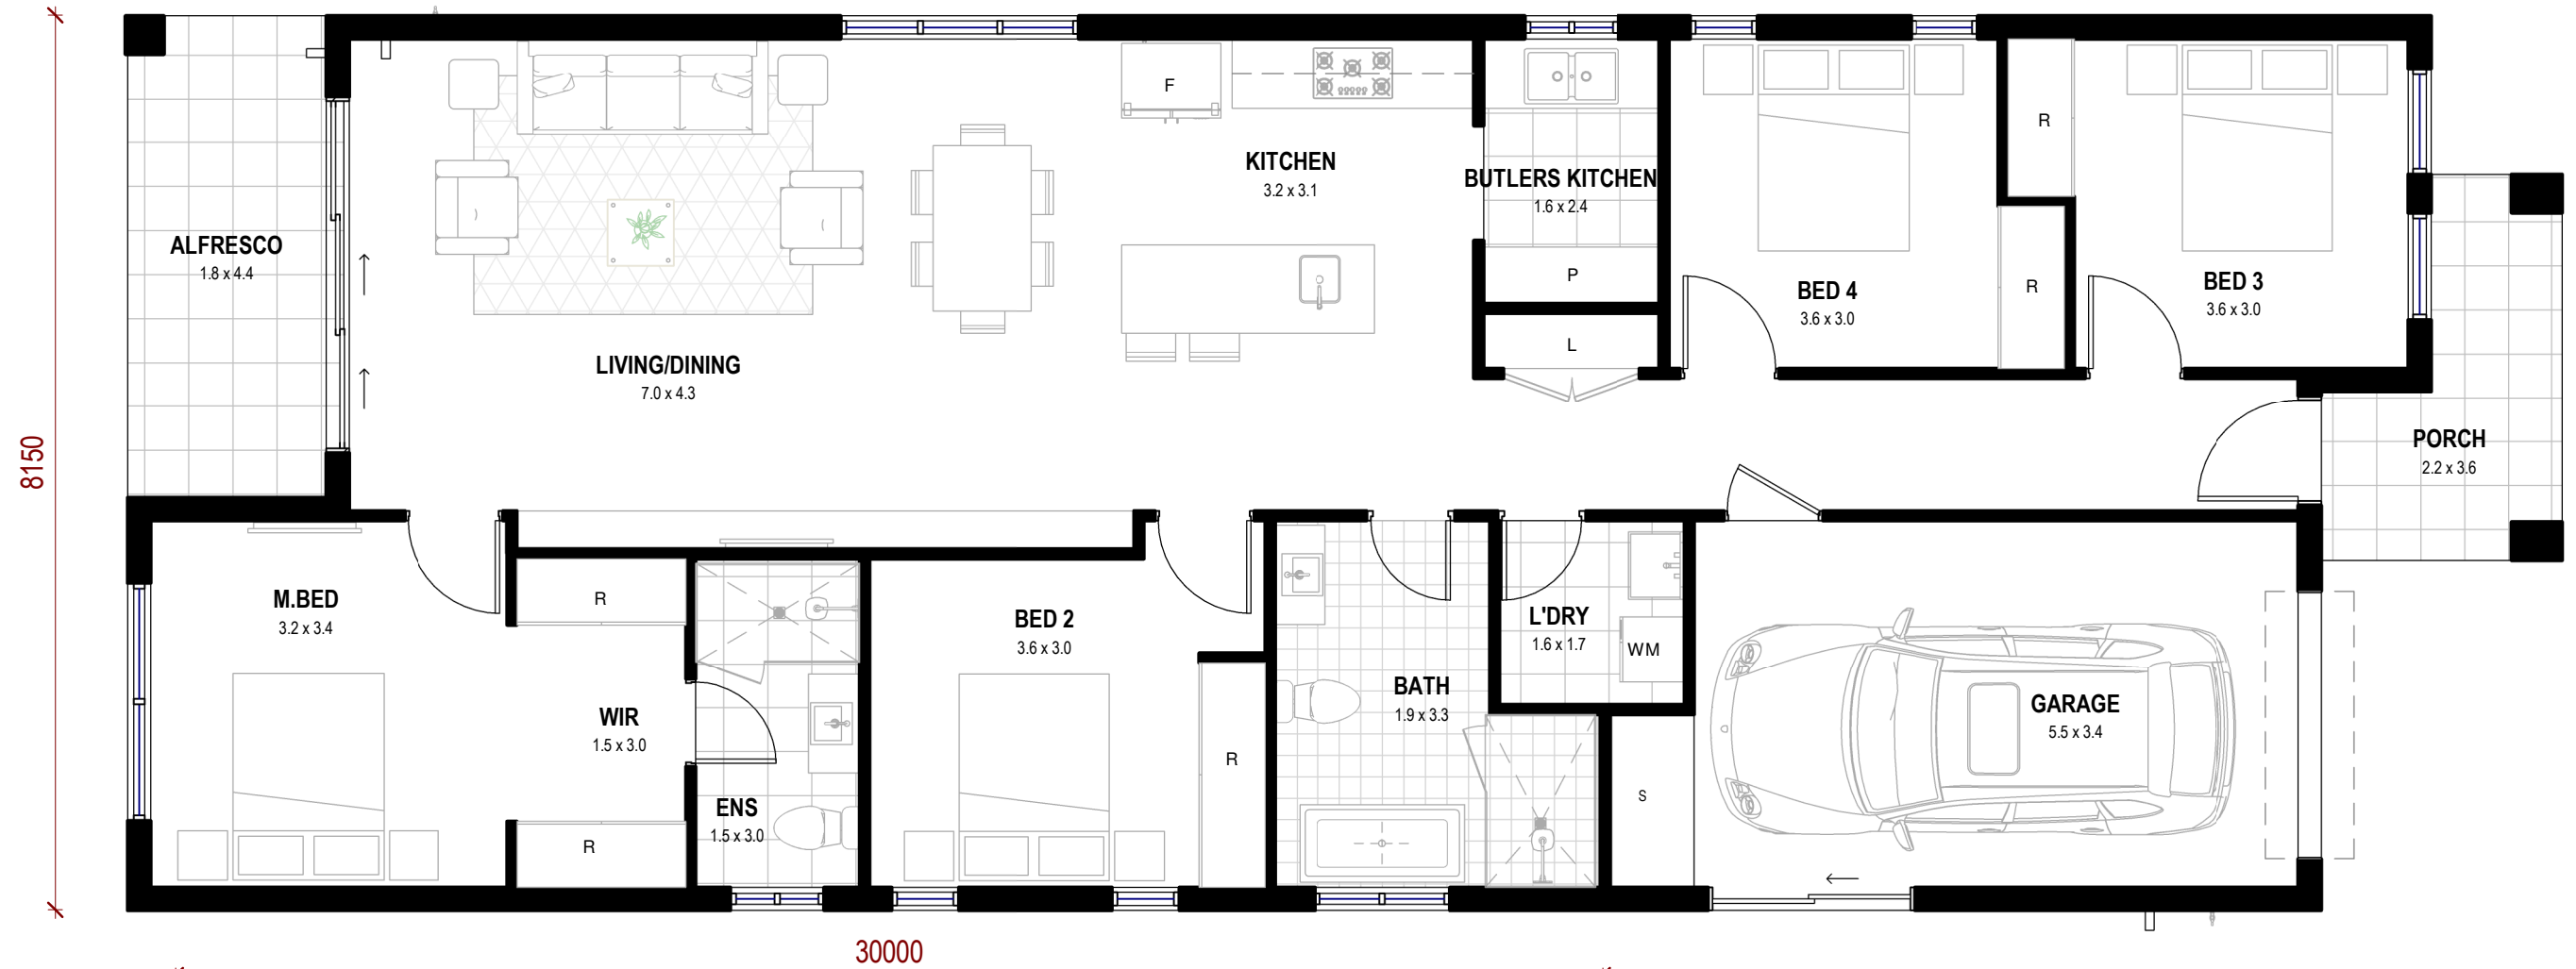 F
KITCHEN
3.2 x 3.1
BUTLERS KITCHEN
1.6 x 2.4
P
L
BED 4
3.6 x 3.0
R
R
BED 3
3.6 x 3.0
ALFRESCO
1.8 x 4.4
LIVING/DINING
7.0 x 4.3
PORCH
2.2 x 3.6
8150
M.BED
3.2 x 3.4
R
WIR
1.5 x 3.0
R
ENS
1.5 x 3.0
BED 2
3.6 x 3.0
R
BATH
1.9 x 3.3
L'DRY
1.6 x 1.7
WM
S
GARAGE
5.5 x 3.4
30000